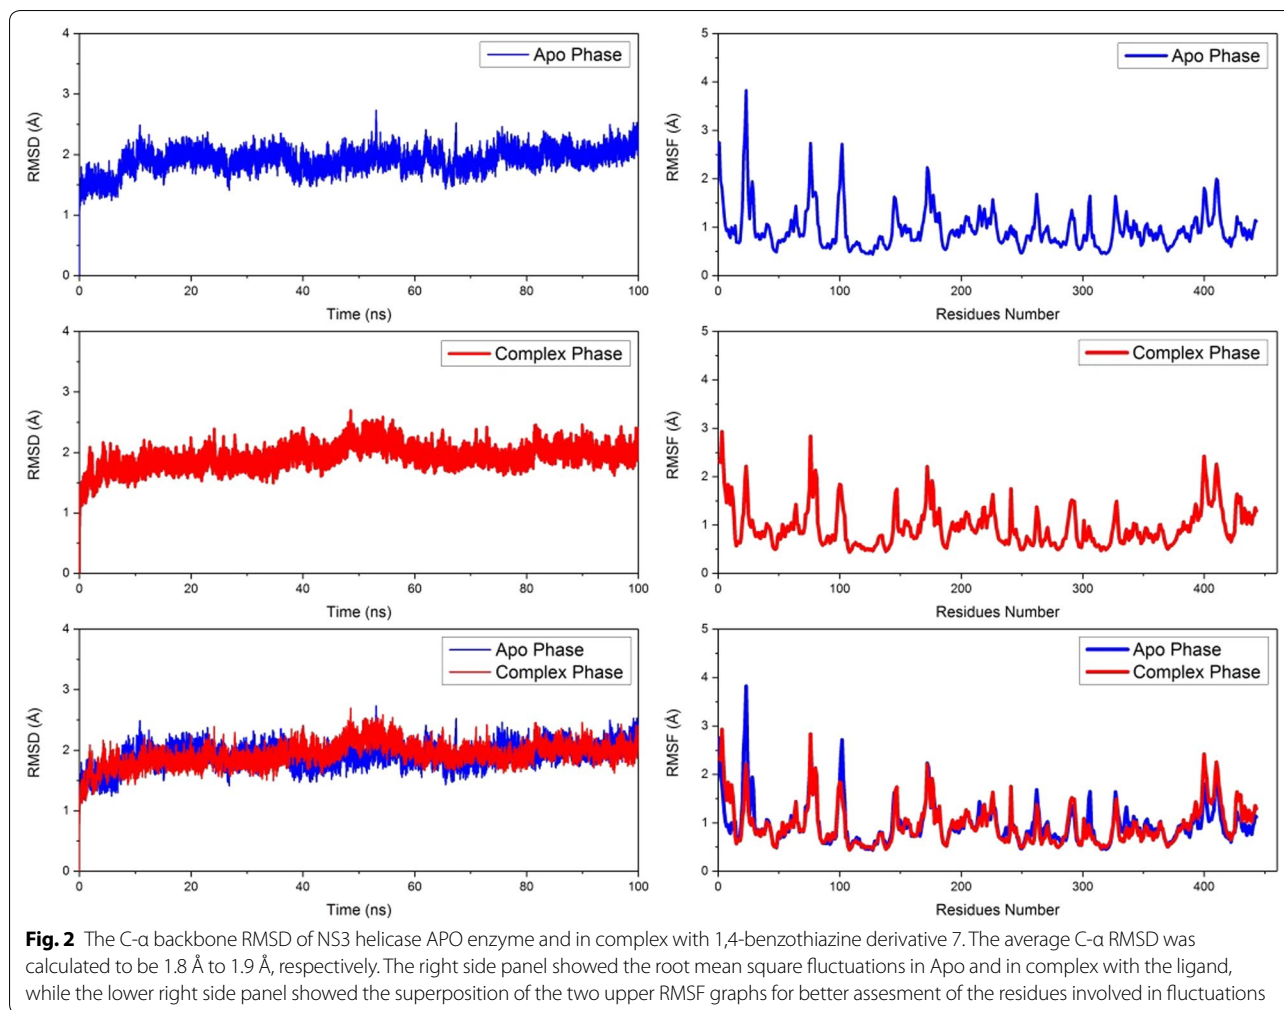 4
3
2
1
0
RMSD (Å)
Apo Phase
0 20 40 60 80 100
Time (ns)
5
4
3
2
1
0
RMSF (Å)
Apo Phase
0 100 200 300 400
Residues Number
4
3
2
1
0
RMSD (Å)
Complex Phase
0 20 40 60 80 100
Time (ns)
5
4
3
2
1
0
RMSF (Å)
Complex Phase
0 100 200 300 400
Residues Number
4
3
2
1
0
RMSD (Å)
Apo Phase
Complex Phase
0 20 40 60 80 100
Time (ns)
5
4
3
2
1
0
RMSF (Å)
Apo Phase
Complex Phase
0 100 200 300 400
Residues Number
Fig. 2 The C-α backbone RMSD of NS3 helicase APO enzyme and in complex with 1,4-benzothiazine derivative 7. The average C-α RMSD was
calculated to be 1.8 Å to 1.9 Å, respectively. The right side panel showed the root mean square fluctuations in Apo and in complex with the ligand,
while the lower right side panel showed the superposition of the two upper RMSF graphs for better assesment of the residues involved in fluctuations